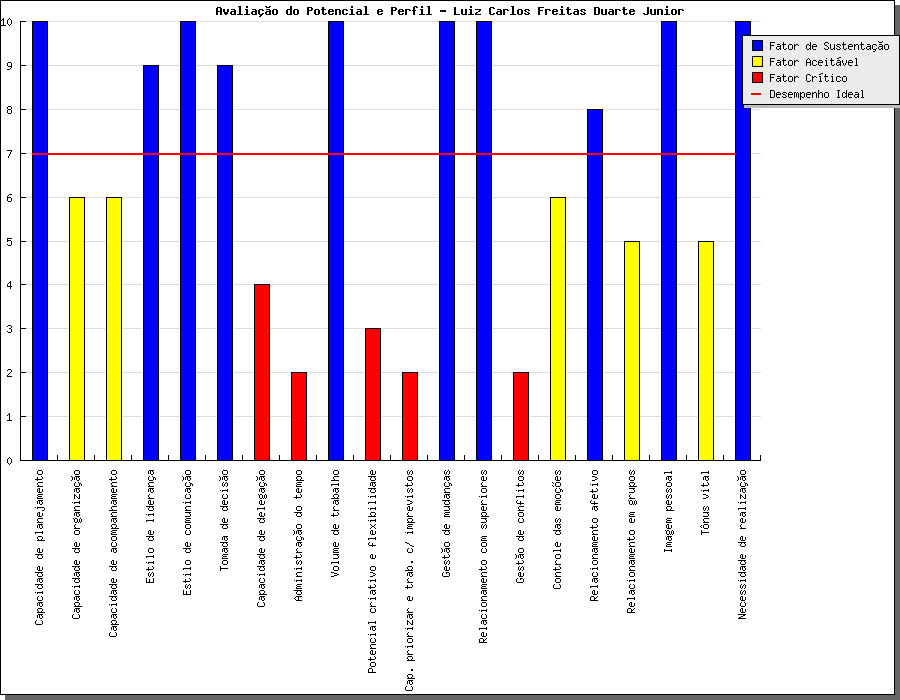 Avaliação do Potencial e Perfil - Luiz Carlos Freitas Duarte Junior
10
9
8
7
6
5
4
3
2
1
0
Fator de Sustentação
Fator Aceitável
Fator Crítico
Desempenho Ideal
Capacidade de planejamento
Capacidade de organização
Capacidade de acompanhamento
Estilo de liderança
Estilo de comunicação
Tomada de decisão
Capacidade de delegação
Administração do tempo
Volume de trabalho
Potencial criativo e flexibilidade
Cap. priorizar e trab. c/ imprevistos
Gestão de mudanças
Relacionamento com superiores
Gestão de conflitos
Controle das emoções
Relacionamento afetivo
Relacionamento em grupos
Imagem pessoal
Tônus vital
Necessidade de realização